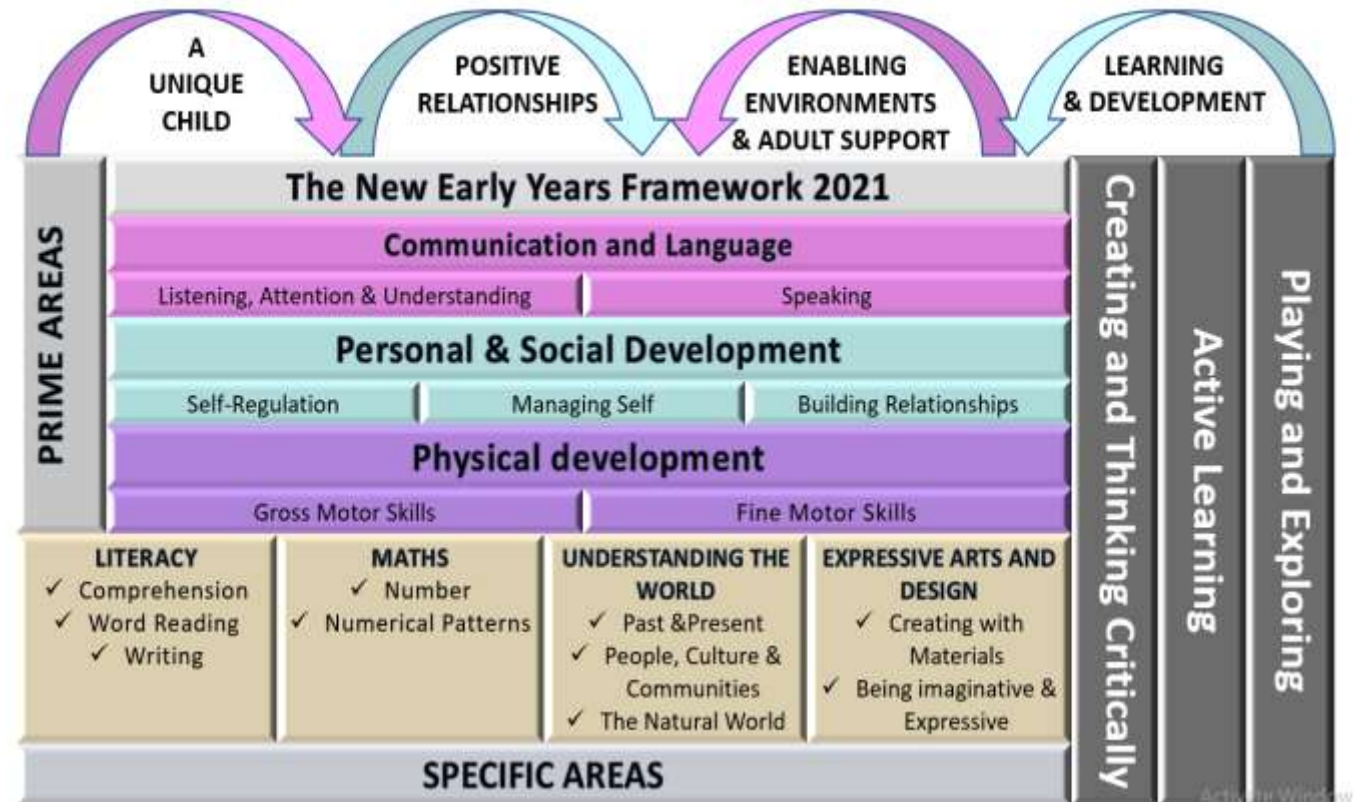 A
UNIQUE
CHILD
POSITIVE
RELATIONSHIPS
ENABLING
ENVIRONMENTS
& ADULT SUPPORT
LEARNING
& DEVELOPMENT
PRIME AREAS
The New Early Years Framework 2021
Communication and Language
Listening, Attention & Understanding
Speaking
Personal & Social Development
Self-Regulation
Managing Self
Building Relationships
Physical development
Gross Motor Skills
Fine Motor Skills
LITERACY
✓ Comprehension
✓ Word Reading
✓ Writing
MATHS
✓ Number
✓ Numerical Patterns
UNDERSTANDING THE
WORLD
✓ Past &Present
✓ People, Culture &
Communities
✓ The Natural World
EXPRESSIVE ARTS AND
DESIGN
✓ Creating with
Materials
✓ Being imaginative &
Expressive
SPECIFIC AREAS
Creating and Thinking Critically
Active Learning
Playing and Exploring